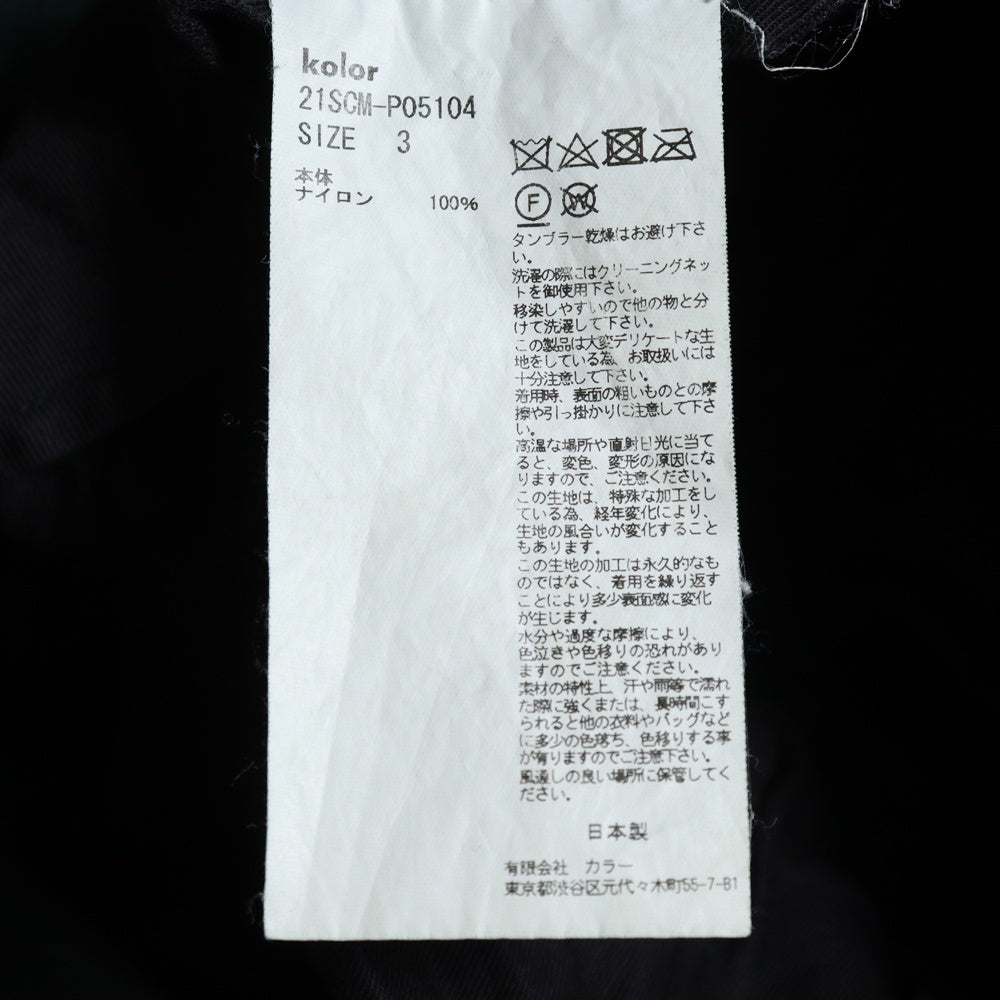 kolor
21SCM-P05104
SIZE 3
本体
ナイロン 100%
F
W
タンブラー乾燥はお避け下さ
い。
洗濯の際にはクリーニングネッ
トを御使用下さい。
移染しやすいので他の物と分
けて洗濯して下さい。
この製品は大変デリケートな生
地をしている為、お取扱いには
十分注意して下さい。
着用時、表面の粗いものとの摩
擦や引っ掛かりに注意して下さ
い。
高温な場所や直射日光に当て
ると、変色、変形の原因にな
りますので、ご注意ください。
この生地は、特殊な加工をし
ている為、経年変化により、
生地の風合いが変化すること
もあります。
この生地の加工は永久的なも
のではなく、着用を繰り返す
ことにより多少表面感に変化
が生じます。
水分や過度な摩擦により、
色泣きや色移りの恐れがあり
ますのでご注意ください。
素材の特性上、汗や雨等で濡れ
た際に強くまたは、長時間こす
られると他の衣料やバッグなど
に多少の色落ち、色移りする事
が有りますのでご注意下さい。
風通しの良い場所に保管してく
ださい。
日本製
有限会社 カラー
東京都渋谷区元代々木町55-7-B1